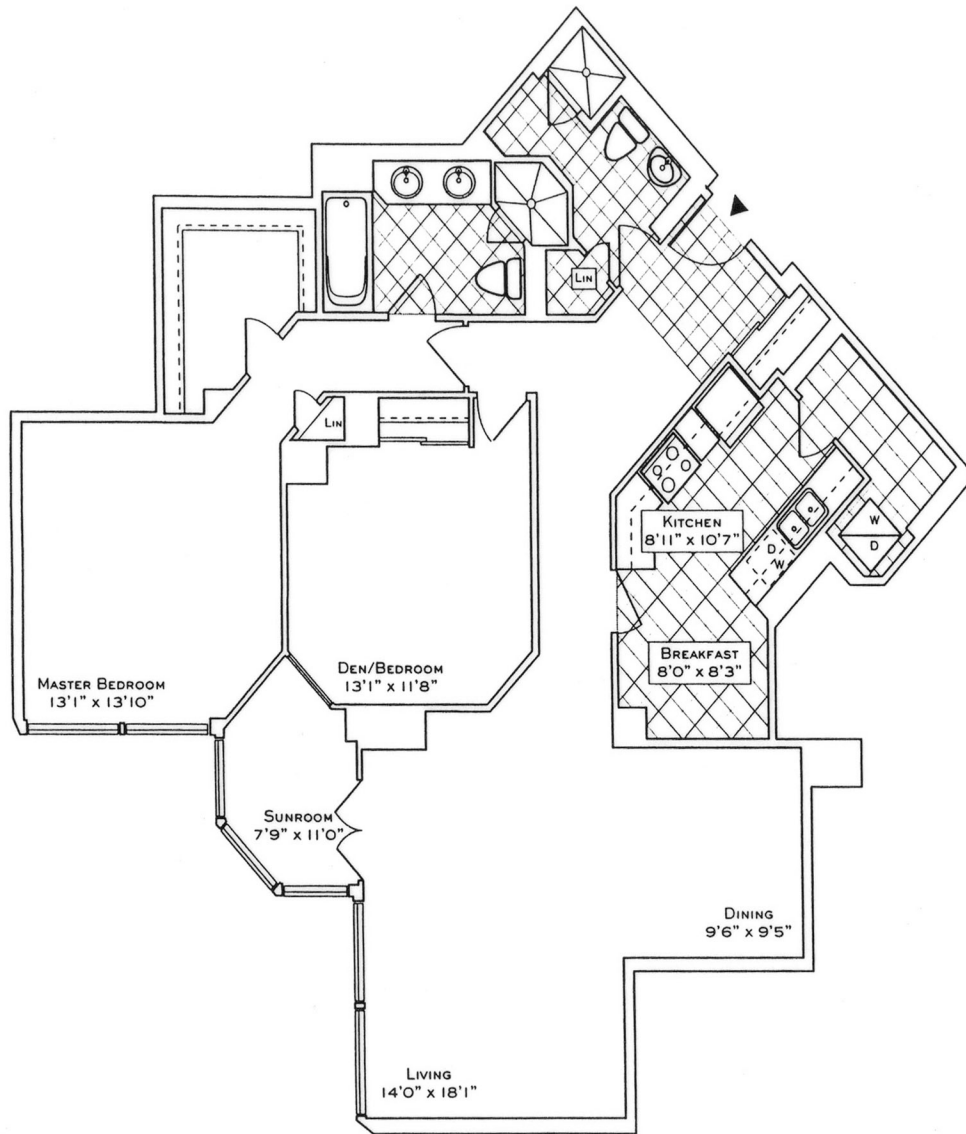 Lin
Lin
Kitchen
8'11" x 10'7"
W
D
D
W
Breakfast
8'0" x 8'3"
Den/Bedroom
13'1" x 11'8"
Master Bedroom
13'1" x 13'10"
Sunroom
7'9" x 11'0"
Dining
9'6" x 9'5"
Living
14'0" x 18'1"